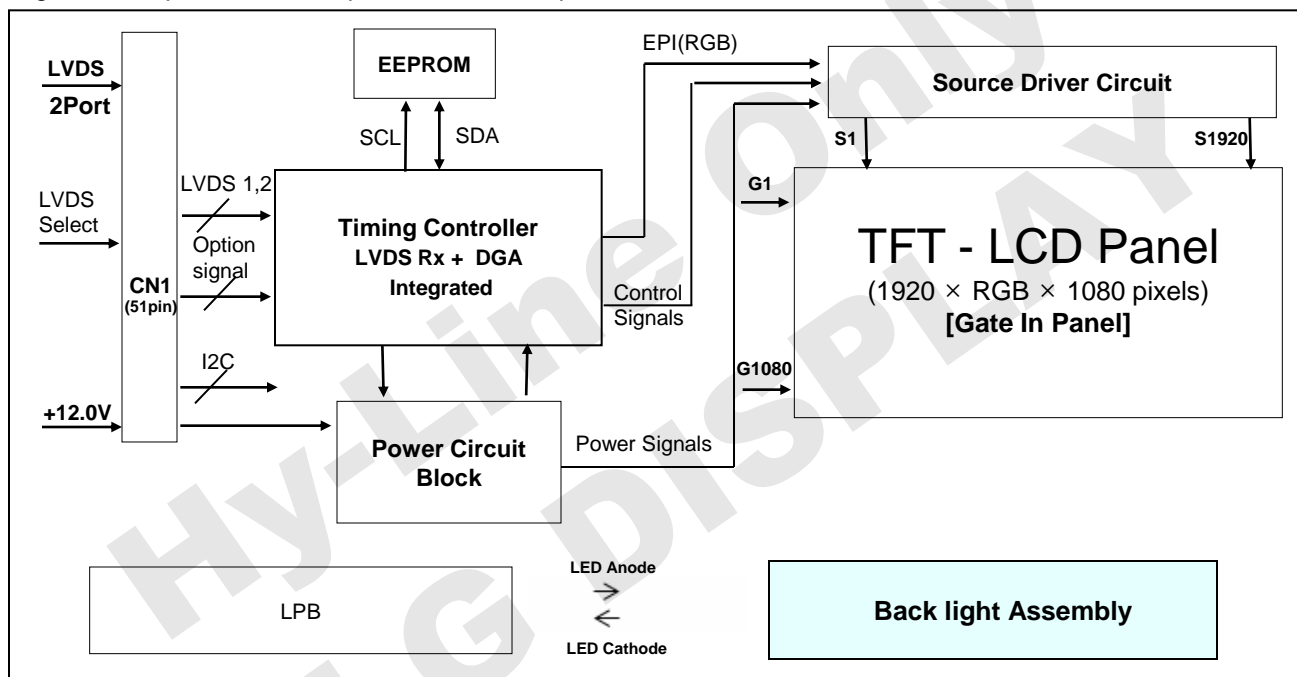 LVDS
2Port
LVDS
Select
+12.0V
CN1
(51pin)
LVDS 1,2
Option
signal
I2C
EEPROM
SCL
SDA
Timing Controller
LVDS Rx + DGA
Integrated
Power Circuit
Block
EPI(RGB)
Control
Signals
Power Signals
Source Driver Circuit
S1
S1920
G1
G1080
TFT - LCD Panel
(1920 × RGB × 1080 pixels)
[Gate In Panel]
LPB
LED Anode
LED Cathode
Back light Assembly
Hy-Line Only
LG DISPLAY